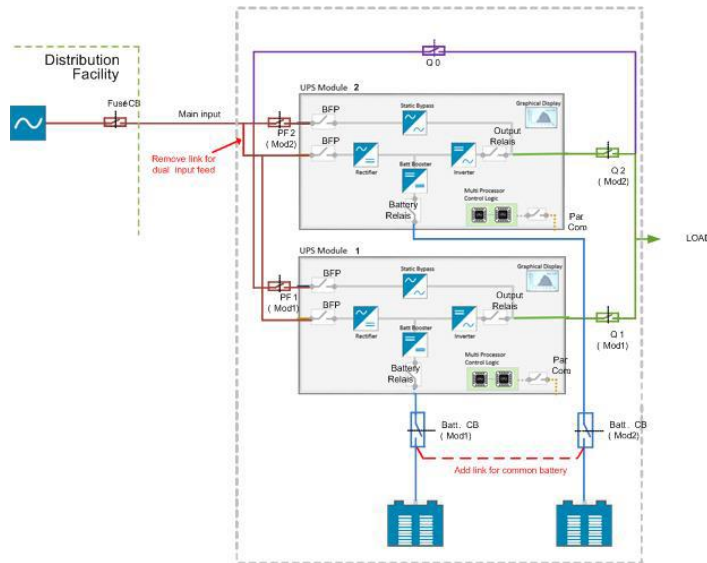 Distribution
Facility
Fuse/CB
Main input
Remove link for
dual input feed
Q 0
UPS Module 2
PF 2
( Mod2)
BFP
BFP
Static Bypass
Graphical Display
Output
Relais
Rectifier
Batt Booster
Inverter
Battery
Relais
Multi Processor
Control Logic
Par
Com
Q 2
( Mod2)
LOAD
UPS Module 1
PF 1
( Mod1)
BFP
BFP
Static Bypass
Graphical Display
Output
Relais
Rectifier
Batt Booster
Inverter
Battery
Relais
Multi Processor
Control Logic
Par
Com
Q 1
( Mod1)
Batt. CB
( Mod1)
Batt. CB
( Mod2)
Add link for common battery